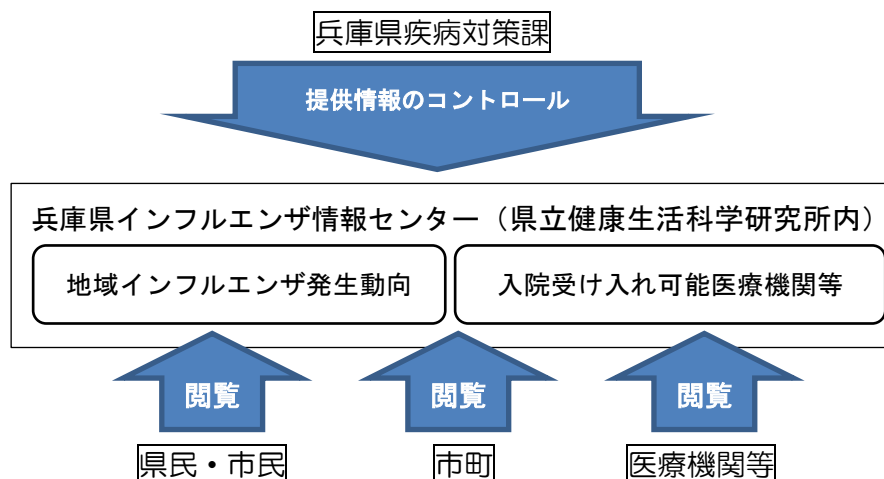 兵庫県疾病対策課
提供情報のコントロール
兵庫県インフルエンザ情報センター（県立健康生活科学研究所内）
地域インフルエンザ発生動向
入院受け入れ可能医療機関等
閲覧
閲覧
閲覧
県民・市民
市町
医療機関等